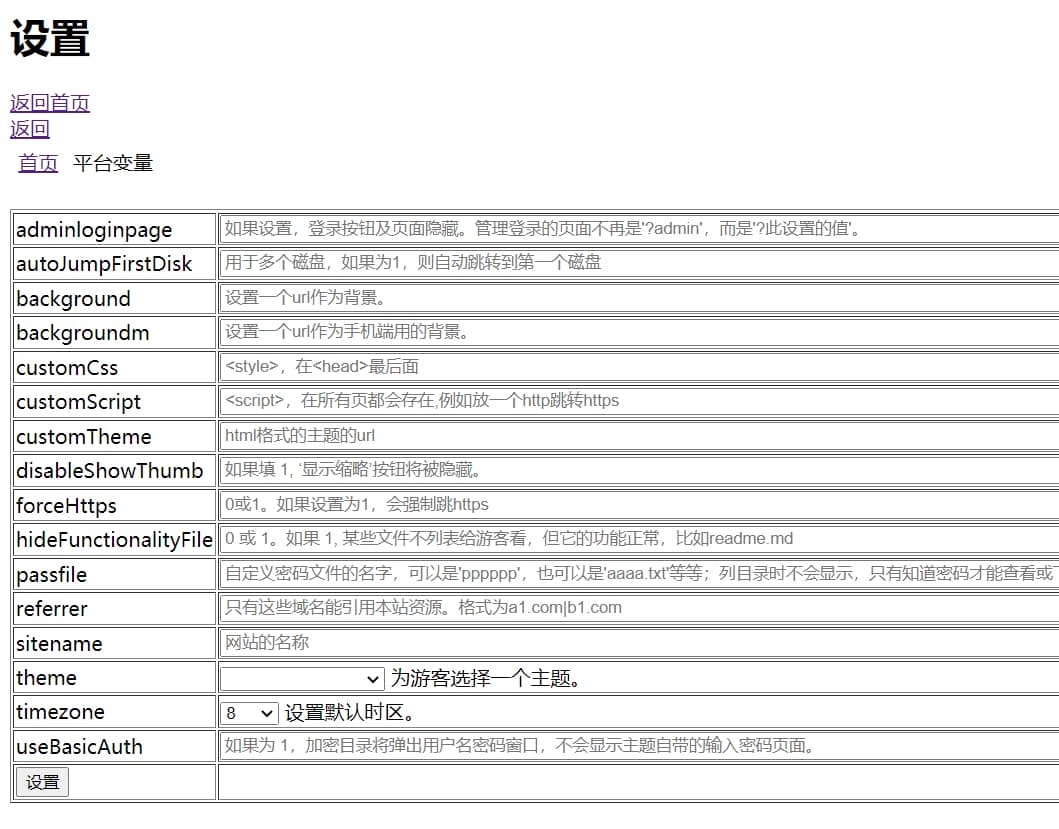 设置
返回首页
返回
首页 平台变量
adminloginpage 如果设置，登录按钮及页面隐藏。管理登录的页面不再是'?admin'，而是'?此设置的值'。
autoJumpFirstDisk 用于多个磁盘，如果为1，则自动跳转到第一个磁盘
background 设置一个url作为背景。
backgroundm 设置一个url作为手机端用的背景。
customCss <style>，在<head>最后面
customScript <script>，在所有页都会存在,例如放一个http跳转https
customTheme html格式的主题的url
disableShowThumb 如果填 1, '显示缩略'按钮将被隐藏。
forceHttps 0或1。如果设置为1，会强制跳https
hideFunctionalityFile 0 或 1。如果 1, 某些文件不列表给游客看，但它的功能正常，比如readme.md
passfile 自定义密码文件的名字，可以是'pppppp'，也可以是'aaaa.txt'等等；列目录时不会显示，只有知道密码才能查看或
referrer 只有这些域名能引用本站资源。格式为a1.com|b1.com
sitename 网站的名称
theme 为游客选择一个主题。
timezone 8 设置默认时区。
useBasicAuth 如果为 1，加密目录将弹出用户名密码窗口，不会显示主题自带的输入密码页面。
设置